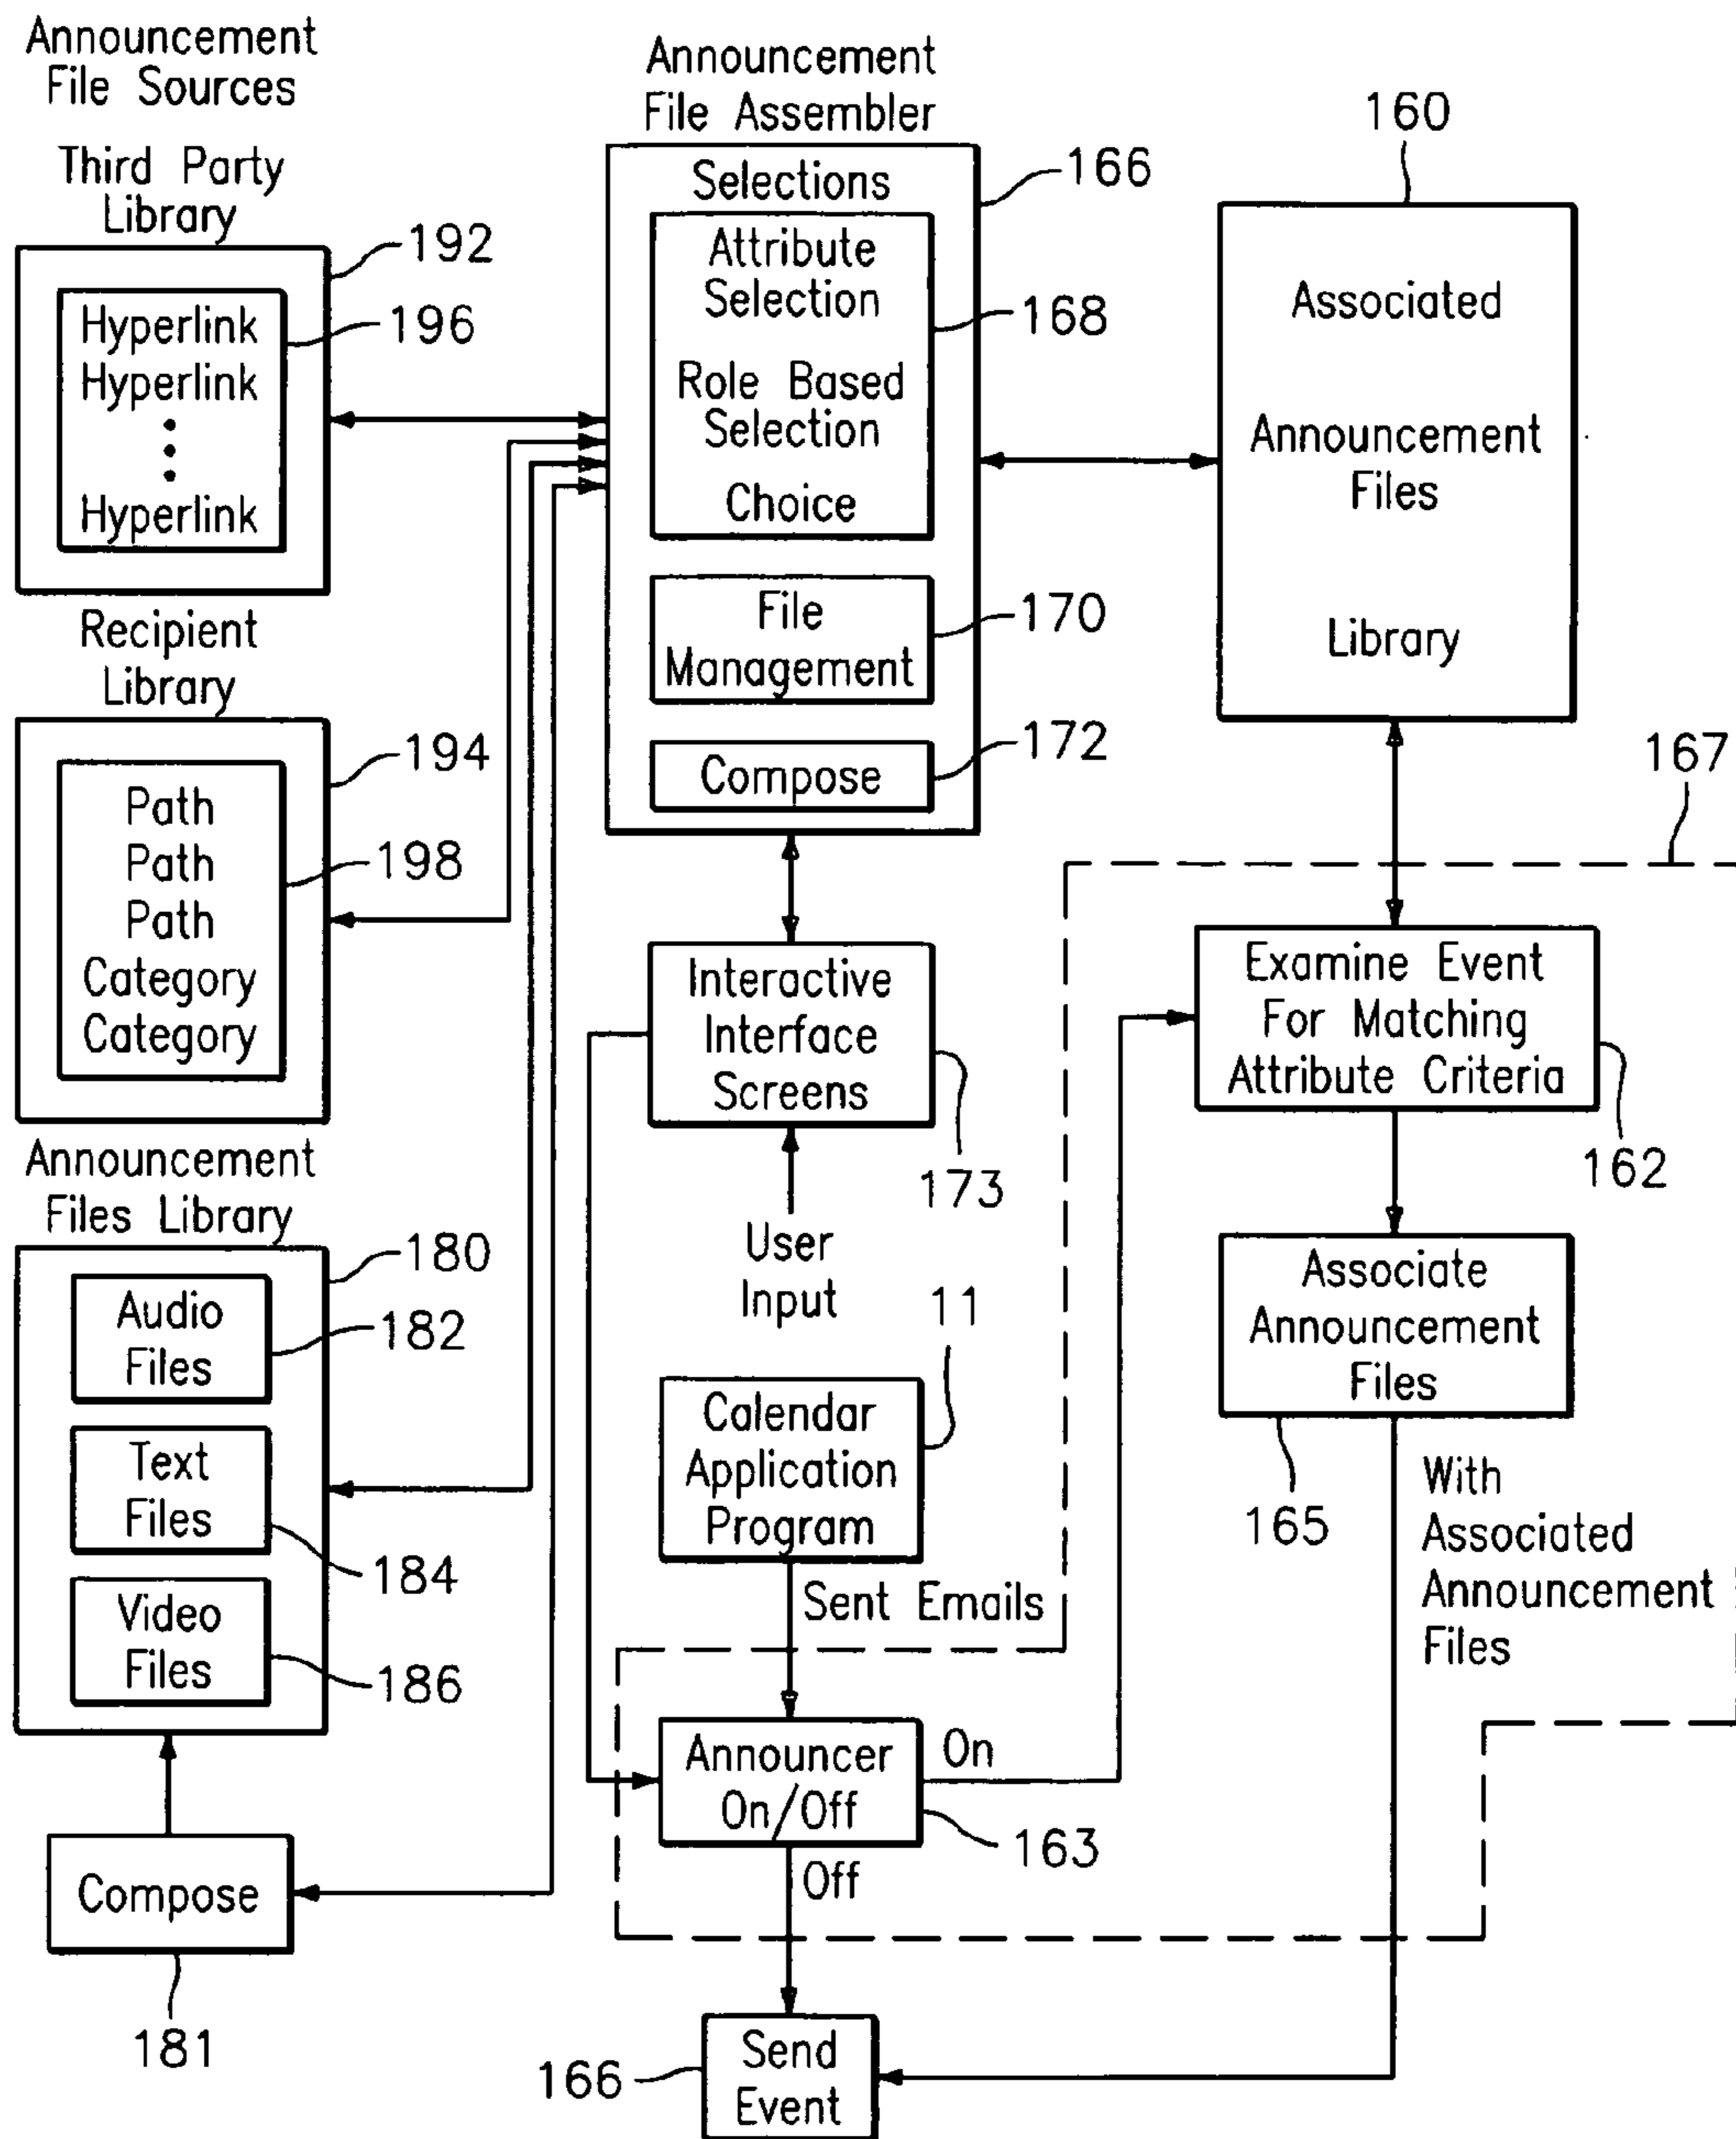 Announcement
File Sources
Third Party
Library
192
Hyperlink
196
Hyperlink
Hyperlink
Recipient
Library
194
Path
Path
198
Path
Category
Category
Announcement
Files Library
180
Audio
Files
182
Text
Files
184
Video
Files
186
Compose
181
Announcement
File Assembler
166
Selections
Attribute
Selection
168
Role Based
Selection
Choice
File
Management
170
Compose
172
Interactive
Interface
Screens
173
User
Input
11
Calendar
Application
Program
Sent Emails
Announcer
On/Off
On
163
Off
166
Send
Event
160
Associated
Announcement
Files
Library
167
Examine Event
For Matching
Attribute Criteria
162
Associate
Announcement
Files
165
With
Associated
Announcement
Files